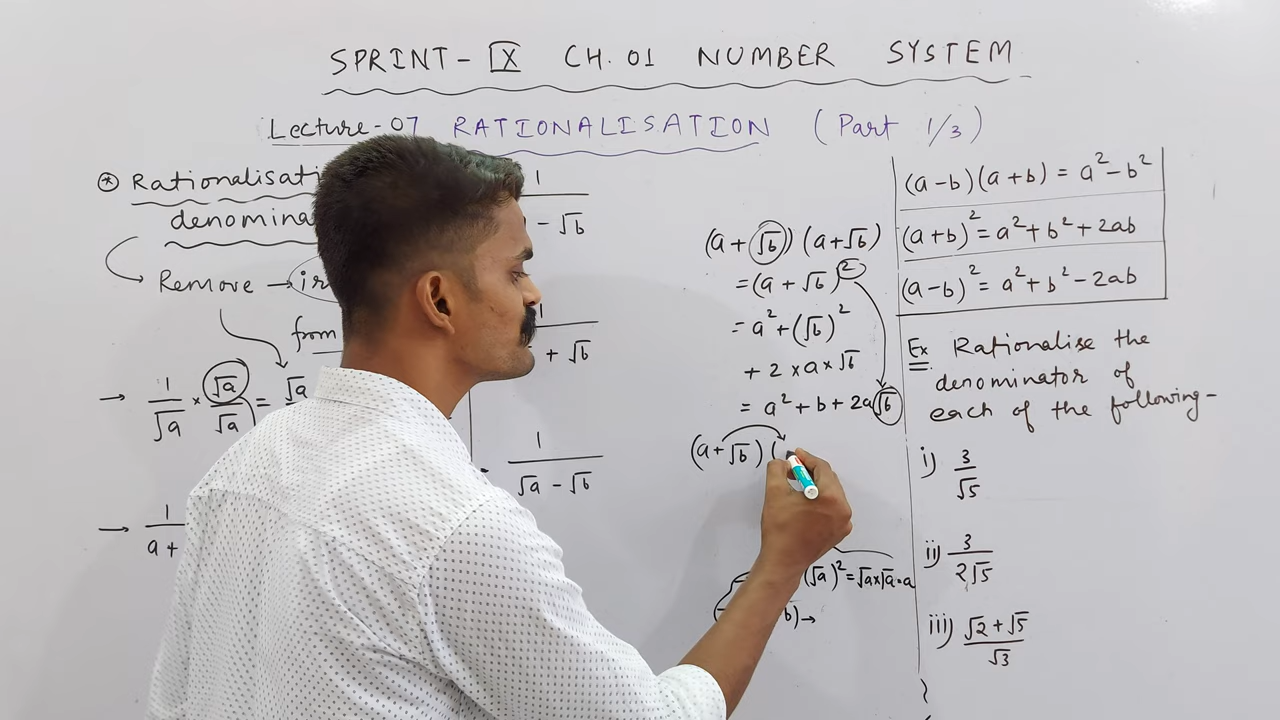 SPRINT - IX CH. 01 NUMBER SYSTEM
Lecture-07 RATIONALISATION (Part 1/3)
⊛ Rationalisati
denomina
Remove →
from
→ 1/√a × √a/√a = √a
→ 1/a +
1/ - √b
1/ + √b
1/√a - √b
(a + √b) (a + √b)
= (a + √b)²
= a² + (√b)²
+ 2 × a × √b
= a² + b + 2a√b
(a + √b) (
(√a)² = √a × √a = a
b) →
(a - b)(a + b) = a² - b²
(a + b)² = a² + b² + 2ab
(a - b)² = a² + b² - 2ab
Ex Rationalise the
denominator of
each of the following -
i) 3/√5
ii) 3/2√5
iii) √2 + √5/√3